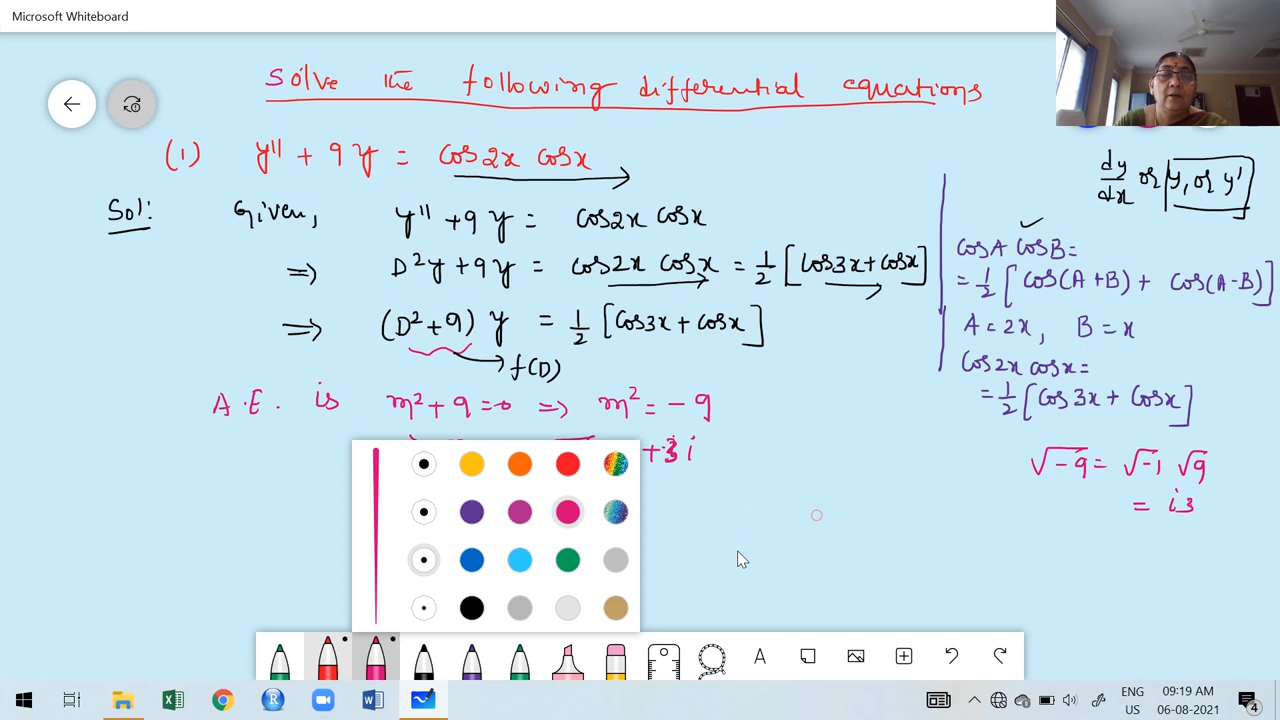 Microsoft Whiteboard
Solve the following differential equations
(1) y" + 9y = cos2x cosx
Sol: Given, y" + 9y = cos2x cosx
⇒ D²y + 9y = cos2x cosx = 1/2 [cos3x + cosx]
⇒ (D² + 9) y = 1/2 [cos3x + cosx]
→ f(D)
A.E. is m² + 9 = 0 ⇒ m² = -9
+3i
dy/dx or y, or y'
cosA cosB =
= 1/2 [cos(A+B) + cos(A-B)]
A = 2x, B = x
cos2x cosx =
= 1/2 [cos3x + cosx]
√-9 = √-1 √9
= i3
A
W
R
ENG
US
09:19 AM
06-08-2021
4